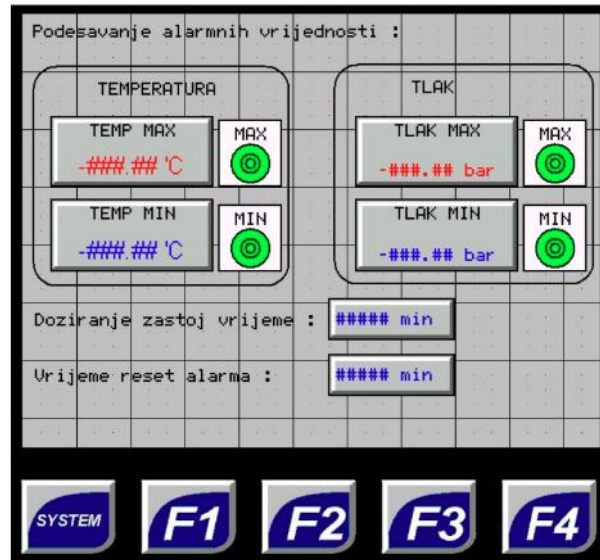 Podesavanje alarmnih vrijednosti :
TEMPERATURA
TEMP MAX
-###.## 'C
MAX
TEMP MIN
-###.## 'C
MIN
TLAK
TLAK MAX
-###.## bar
MAX
TLAK MIN
-###.## bar
MIN
Doziranje zastoj vrijeme : ##### min
Vrijeme reset alarma : ##### min
SYSTEM F1 F2 F3 F4